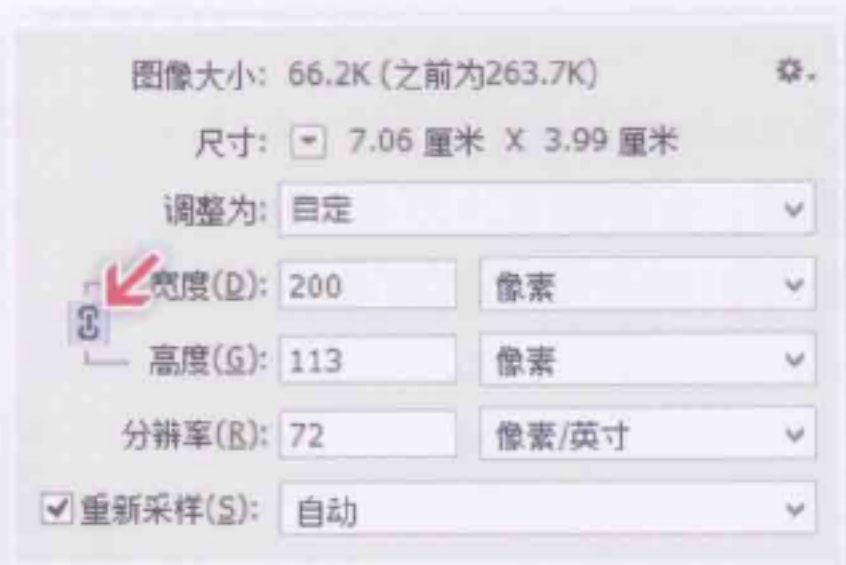 图像大小: 66.2K (之前为263.7K)
尺寸: 7.06 厘米 X 3.99 厘米
调整为: 自定
宽度(D): 200 像素
高度(G): 113 像素
分辨率(R): 72 像素/英寸
重新采样(S): 自动